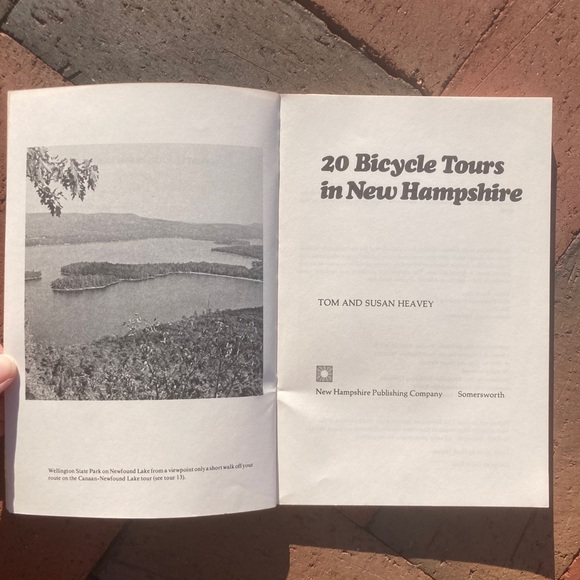 Wellington State Park on Newfound Lake from a viewpoint only a short walk off your
route on the Canaan-Newfound Lake tour (see tour 13).
20 Bicycle Tours
in New Hampshire
TOM AND SUSAN HEAVEY
New Hampshire Publishing Company Somersworth